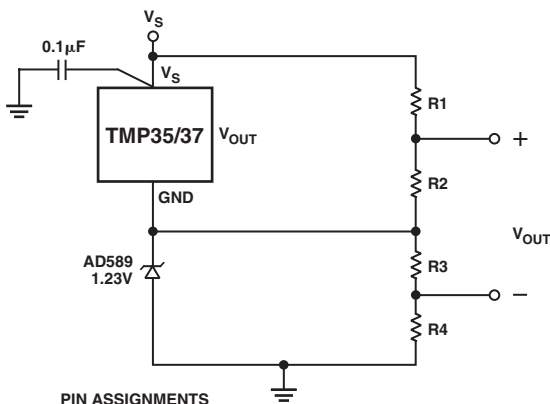 V_S
0.1μF
V_S
TMP35/37
V_OUT
GND
R1
+
R2
V_OUT
AD589
1.23V
R3
−
R4
PIN ASSIGNMENTS